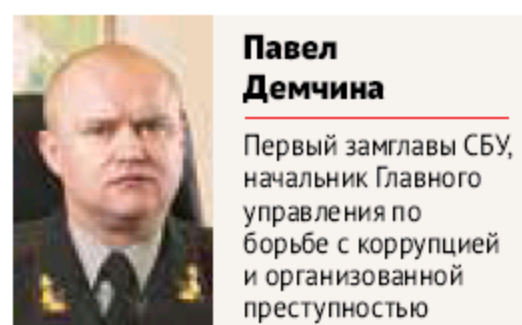 Павел
Демчина
Первый замглавы СБУ,
начальник Главного
управления по
борьбе с коррупцией
и организованной
преступностью